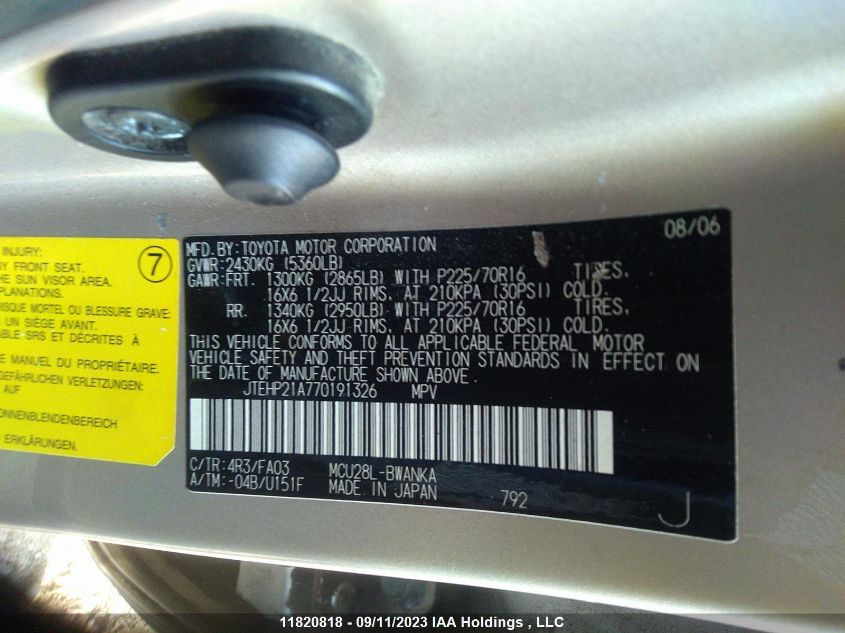 INJURY:
FRONT SEAT.
THE SUN VISOR AREA.
RISQUE MORTEL OU BLESSURE GRAVE:
UN SIÈGE AVANT.
SRS ET DÉCRITES À
MANUEL DU PROPRIÉTAIRE.
VERLETZUNGEN:
AUF
ERKLÄRUNGEN.
7
08/06
MFD.BY:TOYOTA MOTOR CORPORATION
GVWR:2430KG (5360LB)
GAWR:FRT. 1300KG (2865LB) WITH P225/70R16 TIRES.
16X6 1/2JJ RIMS. AT 210KPA (30PSI) COLD.
RR. 1340KG (2950LB) WITH P225/70R16 TIRES.
16X6 1/2JJ RIMS. AT 210KPA (30PSI) COLD.
THIS VEHICLE CONFORMS TO ALL APPLICABLE FEDERAL MOTOR
VEHICLE SAFETY AND THEFT PREVENTION STANDARDS IN EFFECT ON
THE DATE OF MANUFACTURE SHOWN ABOVE.
JTEHP21A770191326 MPV
C/TR:4R3/FA03 MCU28L-BWANKA
A/TM:-04B/U151F MADE IN JAPAN 792
J
11820818 - 09/11/2023 IAA Holdings , LLC